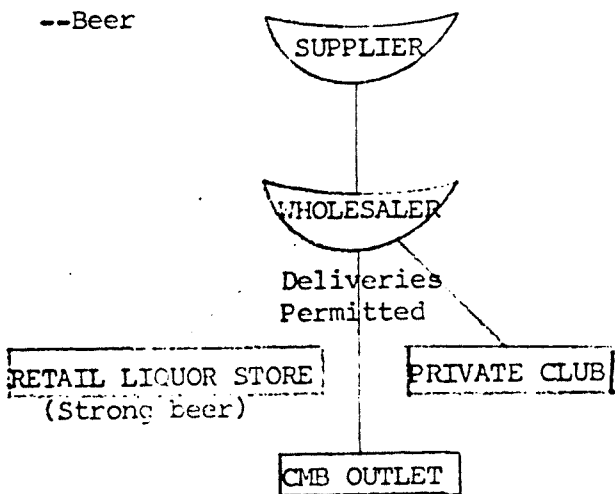 --Beer
SUPPLIER
WHOLESALER
Deliveries
Permitted
RETAIL LIQUOR STORE
(Strong beer)
PRIVATE CLUB
CMB OUTLET